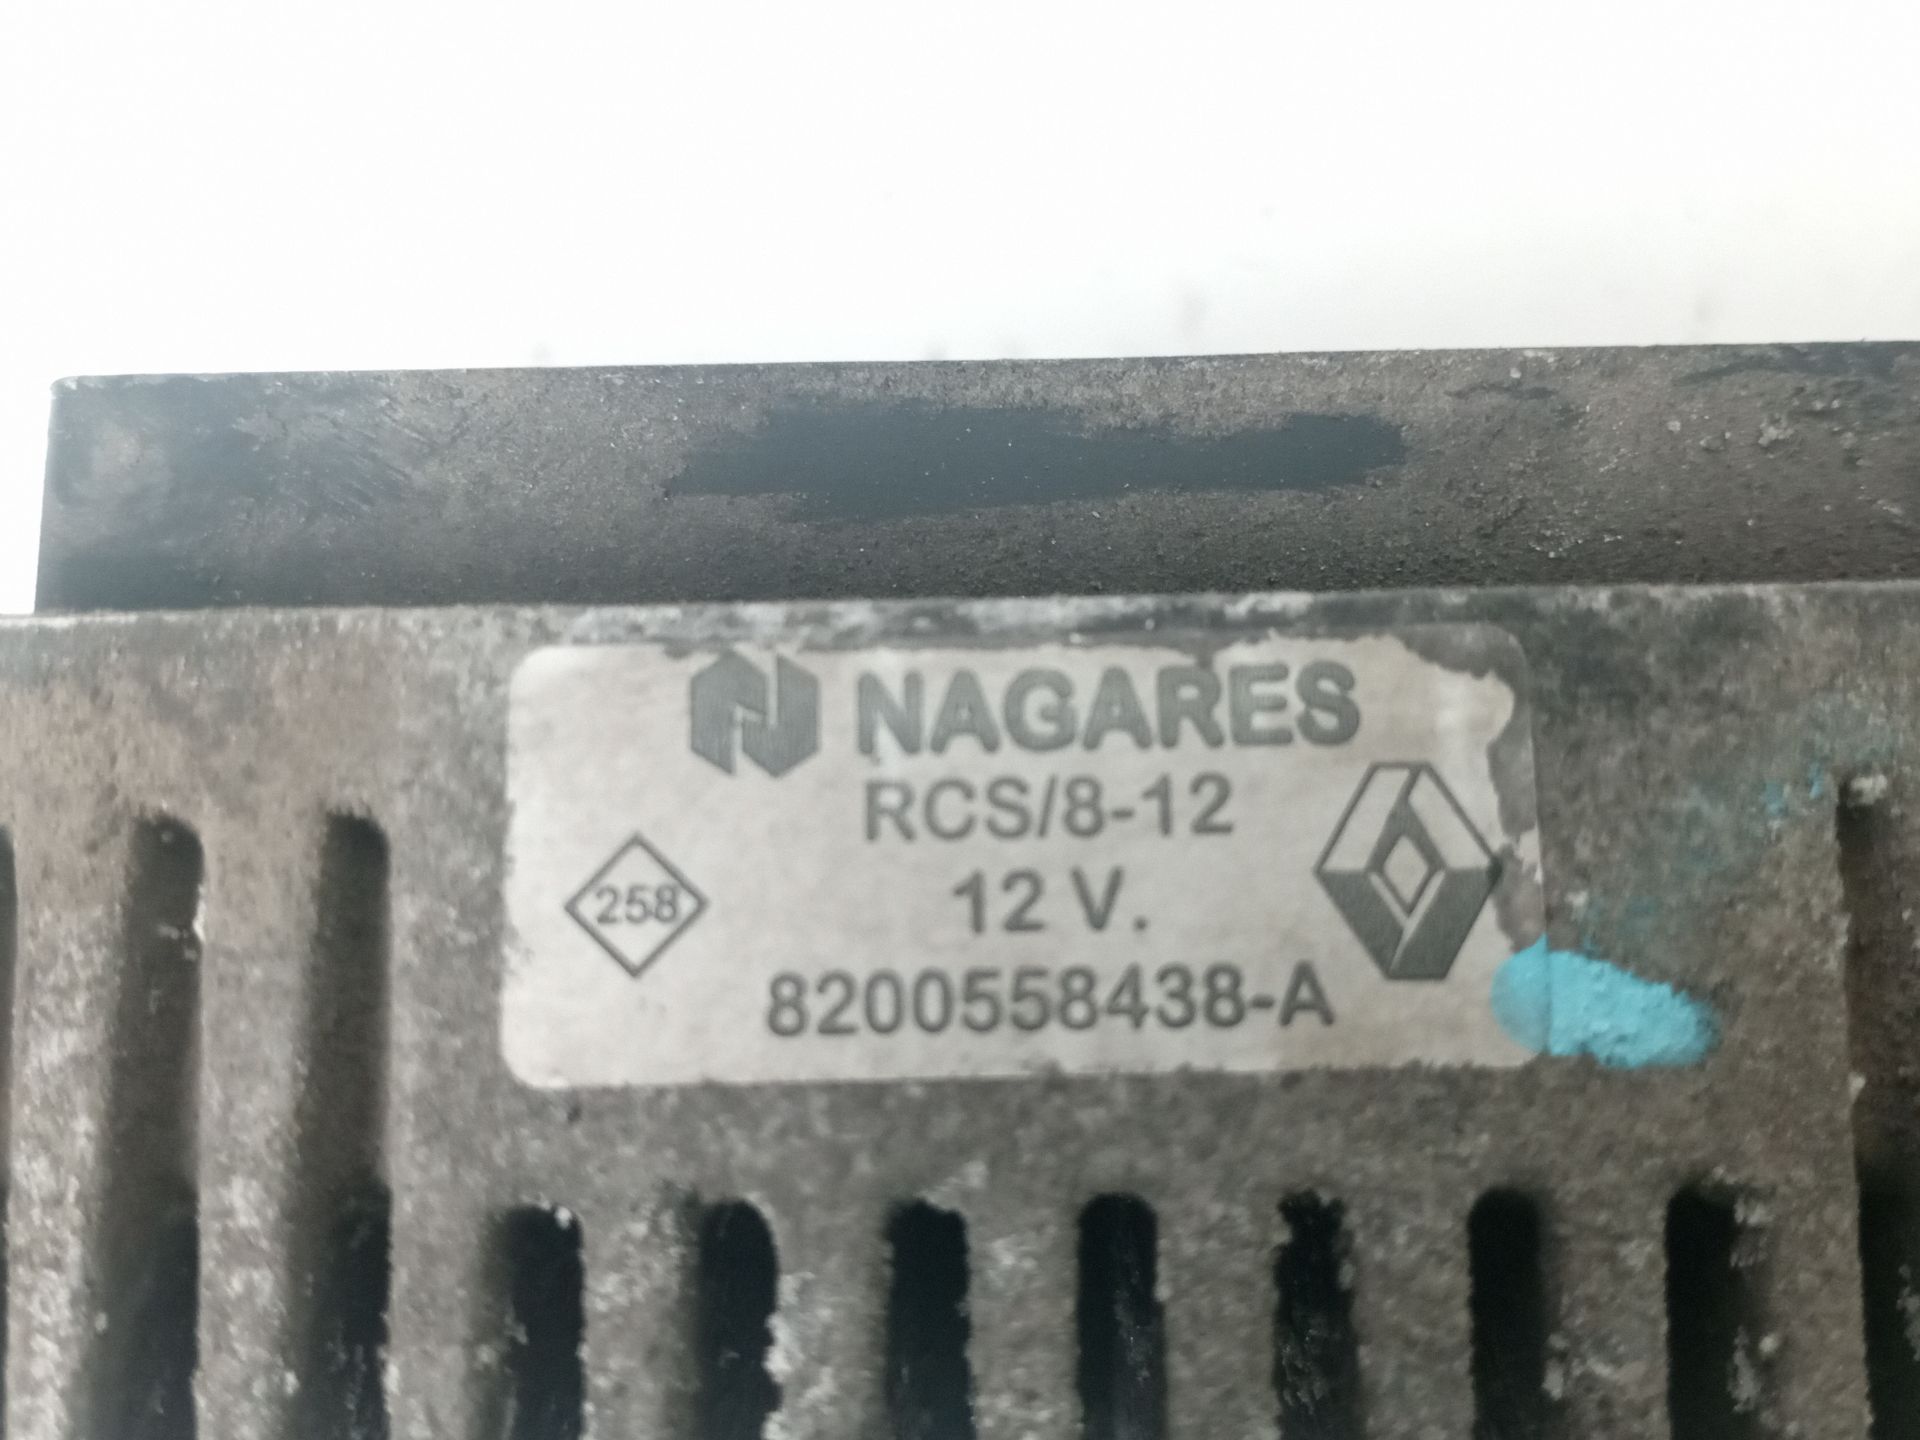 NAGARES
RCS/8-12
12 V.
258
8200558438-A